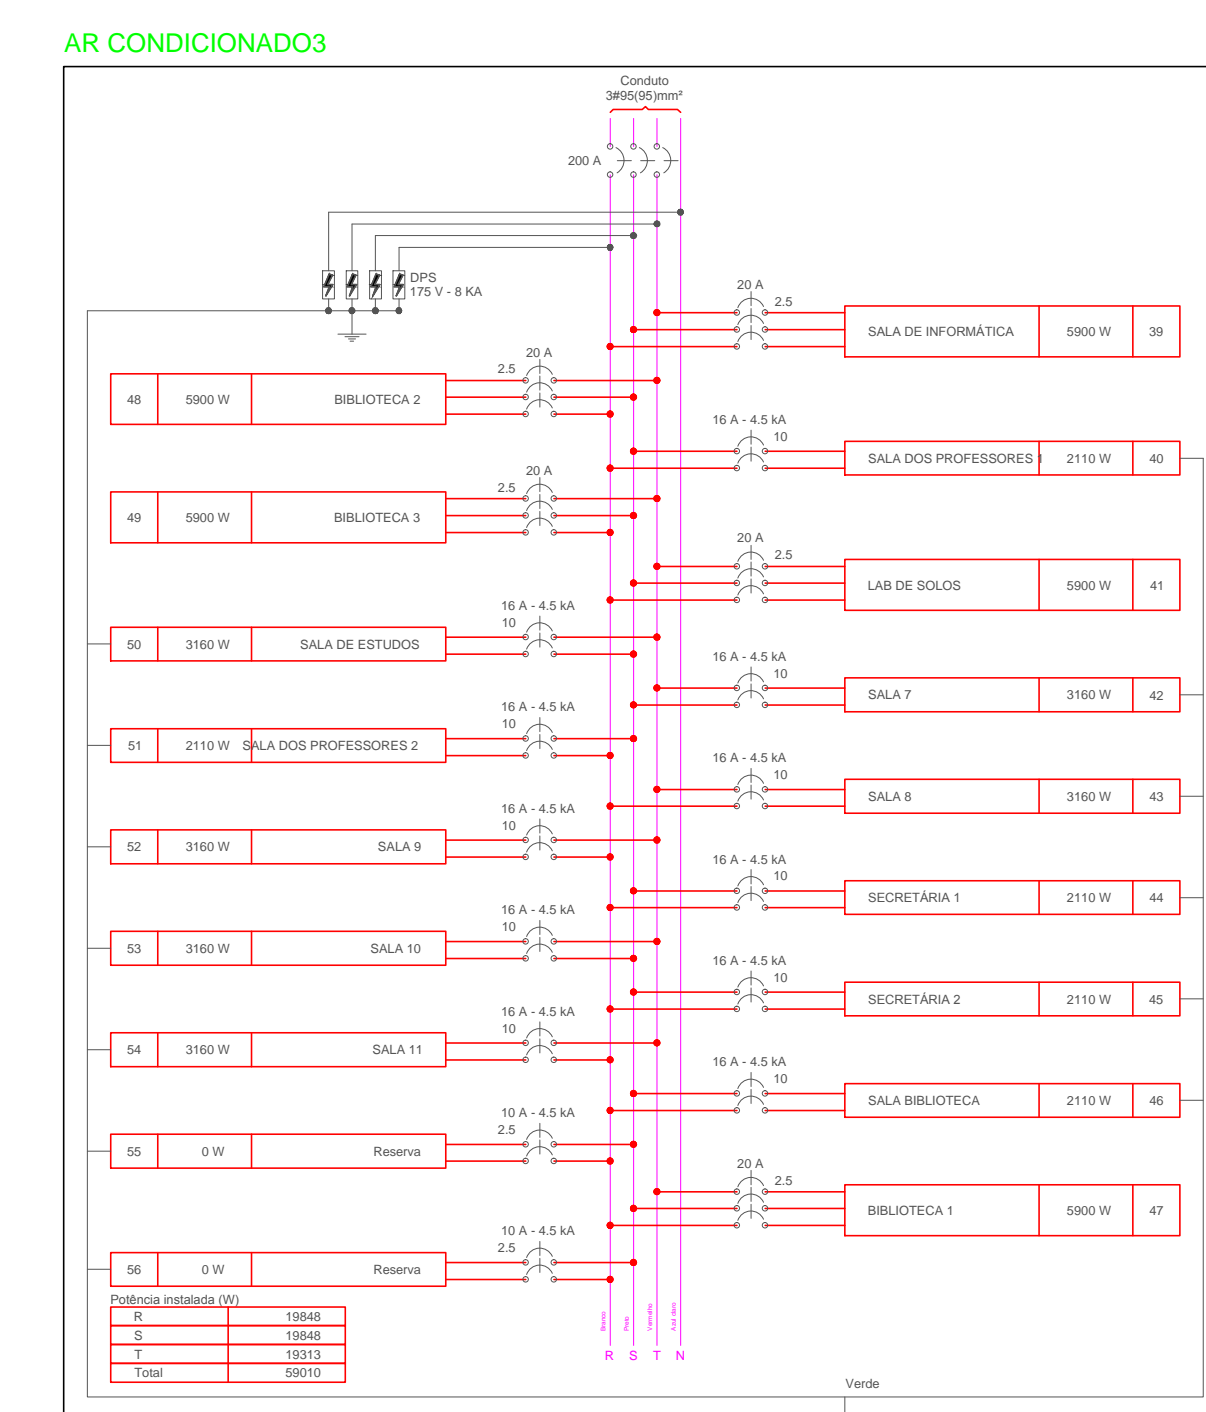 AR CONDICIONADO3
Conduto
3#95(95)mm²
200 A
DPS
175 V - 8 KA
20 A
2.5
SALA DE INFORMÁTICA 5900 W 39
20 A
2.5
48 5900 W BIBLIOTECA 2
16 A - 4.5 kA
10
SALA DOS PROFESSORES 1 2110 W 40
20 A
2.5
49 5900 W BIBLIOTECA 3
20 A
2.5
LAB DE SOLOS 5900 W 41
16 A - 4.5 kA
10
50 3160 W SALA DE ESTUDOS
16 A - 4.5 kA
10
SALA 7 3160 W 42
16 A - 4.5 kA
10
51 2110 W SALA DOS PROFESSORES 2
16 A - 4.5 kA
10
SALA 8 3160 W 43
16 A - 4.5 kA
10
52 3160 W SALA 9
16 A - 4.5 kA
10
SECRETÁRIA 1 2110 W 44
16 A - 4.5 kA
10
53 3160 W SALA 10
16 A - 4.5 kA
10
SECRETÁRIA 2 2110 W 45
16 A - 4.5 kA
10
54 3160 W SALA 11
16 A - 4.5 kA
10
SALA BIBLIOTECA 2110 W 46
10 A - 4.5 kA
2.5
55 0 W Reserva
20 A
2.5
BIBLIOTECA 1 5900 W 47
10 A - 4.5 kA
2.5
56 0 W Reserva
Potência instalada (W)
R 19848
S 19848
T 19313
Total 59010
Branco
Preto
Vermelho
Azul claro
R S T N
Verde